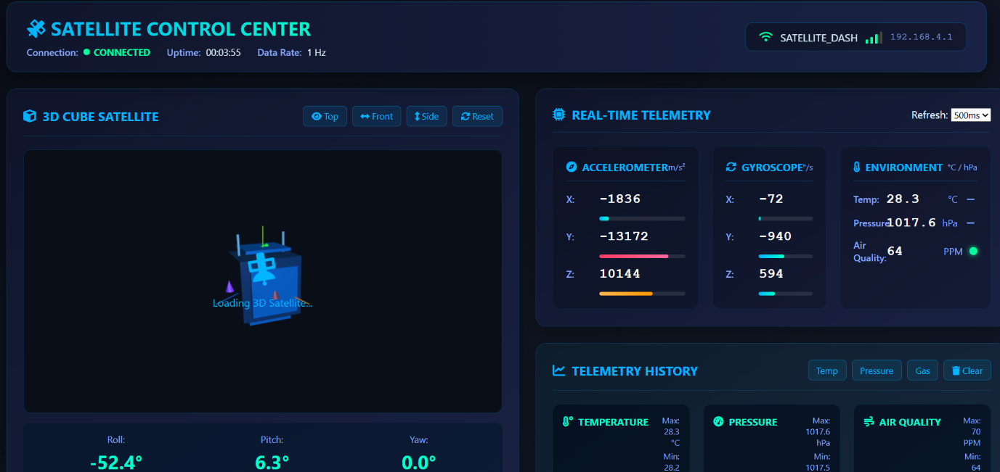 SATELLITE CONTROL CENTER
Connection: CONNECTED Uptime: 00:03:55 Data Rate: 1 Hz
SATELLITE_DASH 192.168.4.1
3D CUBE SATELLITE
Top Front Side Reset
Loading 3D Satellite...
Roll: Pitch: Yaw:
-52.4° 6.3° 0.0°
REAL-TIME TELEMETRY
Refresh: 500ms
ACCELEROMETER m/s²
X: -1836
Y: -13172
Z: 10144
GYROSCOPE °/s
X: -72
Y: -940
Z: 594
ENVIRONMENT °C / hPa
Temp: 28.3 °C —
Pressure 1017.6 hPa —
Air
Quality: 64 PPM
TELEMETRY HISTORY
Temp Pressure Gas Clear
TEMPERATURE
Max:
28.3
°C
Min:
28.2
PRESSURE
Max:
1017.6
hPa
Min:
1017.5
AIR QUALITY
Max:
70
PPM
Min:
64